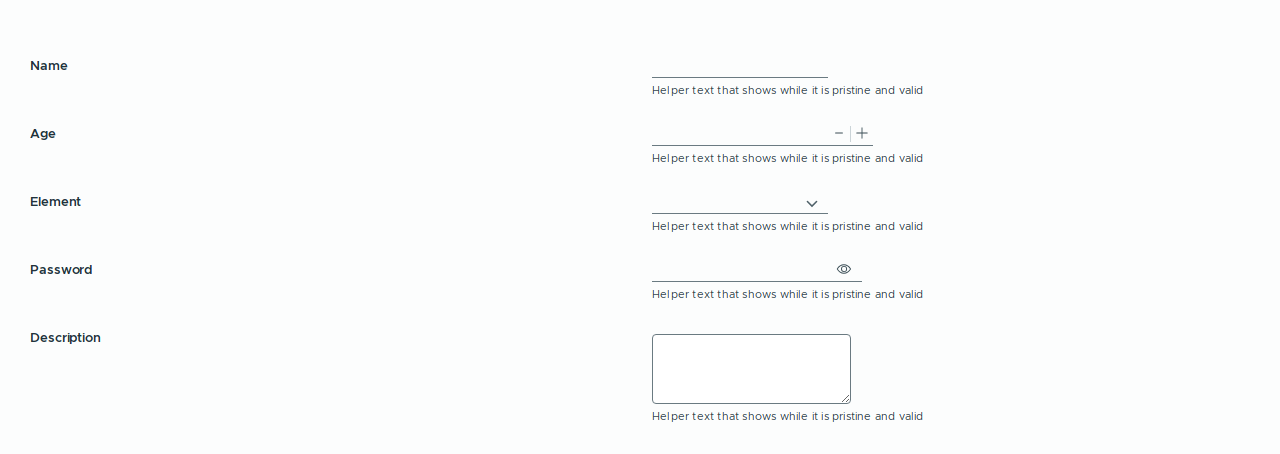 Name
Helper text that shows while it is pristine and valid
Age
Helper text that shows while it is pristine and valid
Element
Helper text that shows while it is pristine and valid
Password
Helper text that shows while it is pristine and valid
Description
Helper text that shows while it is pristine and valid